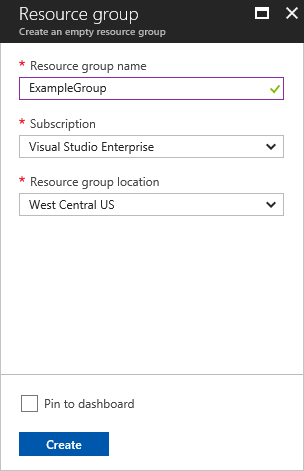 Resource group
Create an empty resource group
* Resource group name
ExampleGroup
* Subscription
Visual Studio Enterprise
* Resource group location
West Central US
Pin to dashboard
Create